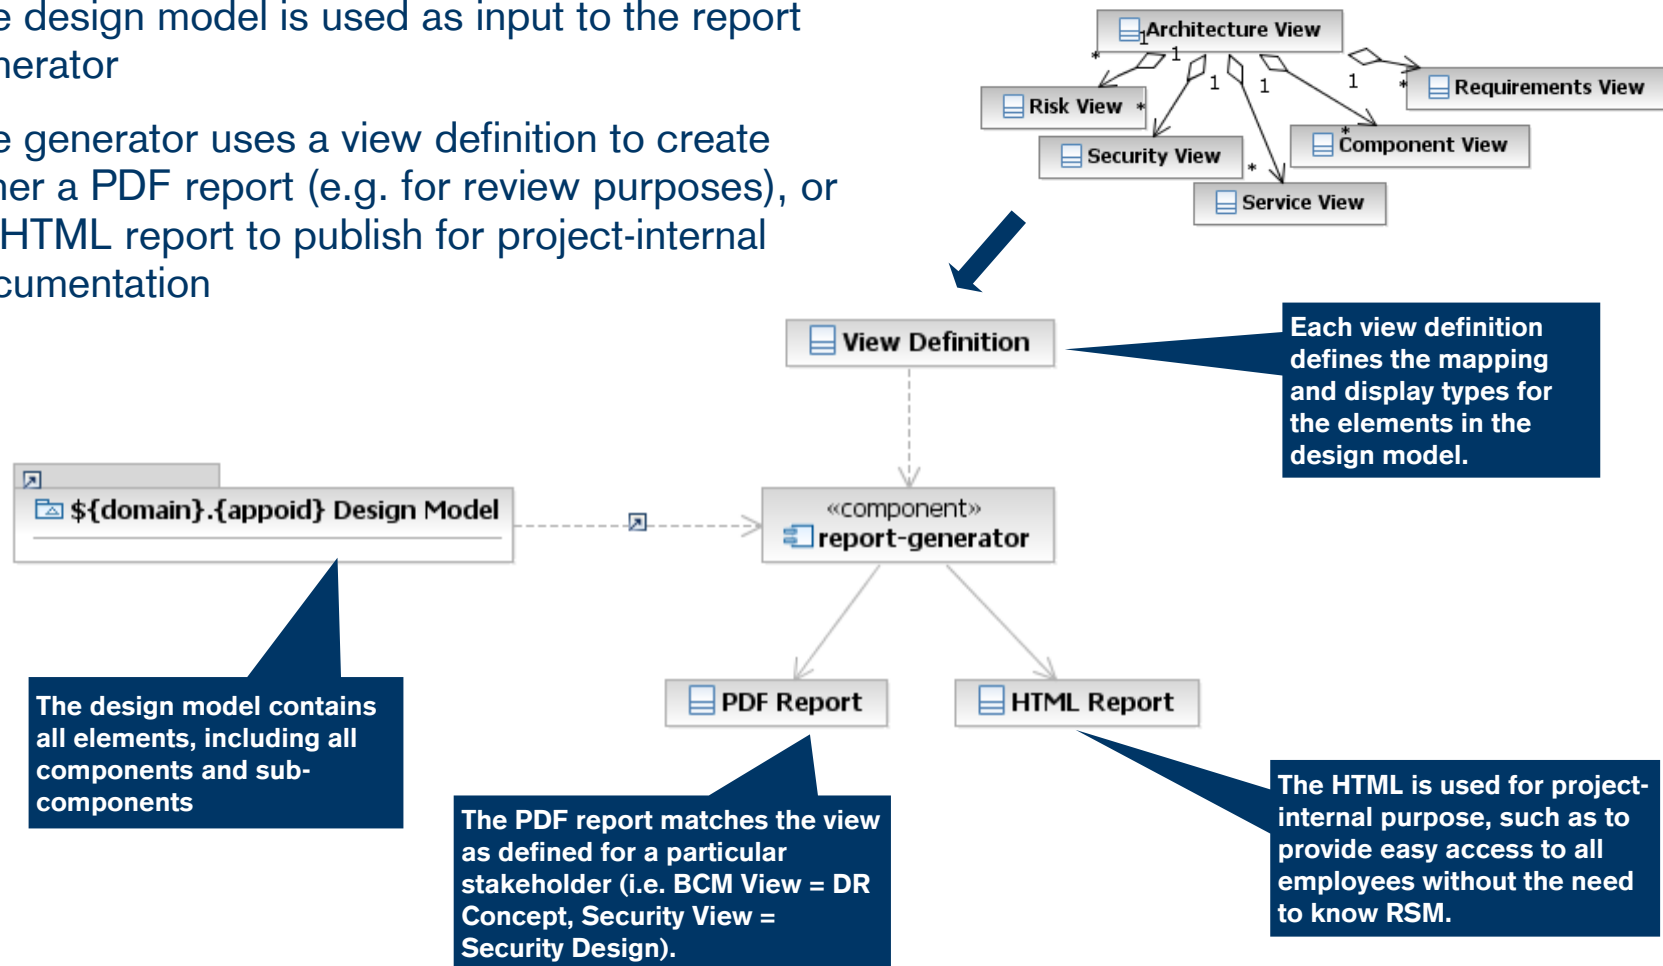 e design model is used as input to the report
nerator
e generator uses a view definition to create
her a PDF report (e.g. for review purposes), or
HTML report to publish for project-internal
cumentation
Architecture View
1
*
1
1
1
1
*
Requirements View
Risk View
*
*
Component View
Security View
*
Service View
View Definition
Each view definition
defines the mapping
and display types for
the elements in the
design model.
${domain}.{appoid} Design Model
«component»
report-generator
The design model contains
all elements, including all
components and sub-
components
PDF Report
HTML Report
The PDF report matches the view
as defined for a particular
stakeholder (i.e. BCM View = DR
Concept, Security View =
Security Design).
The HTML is used for project-
internal purpose, such as to
provide easy access to all
employees without the need
to know RSM.